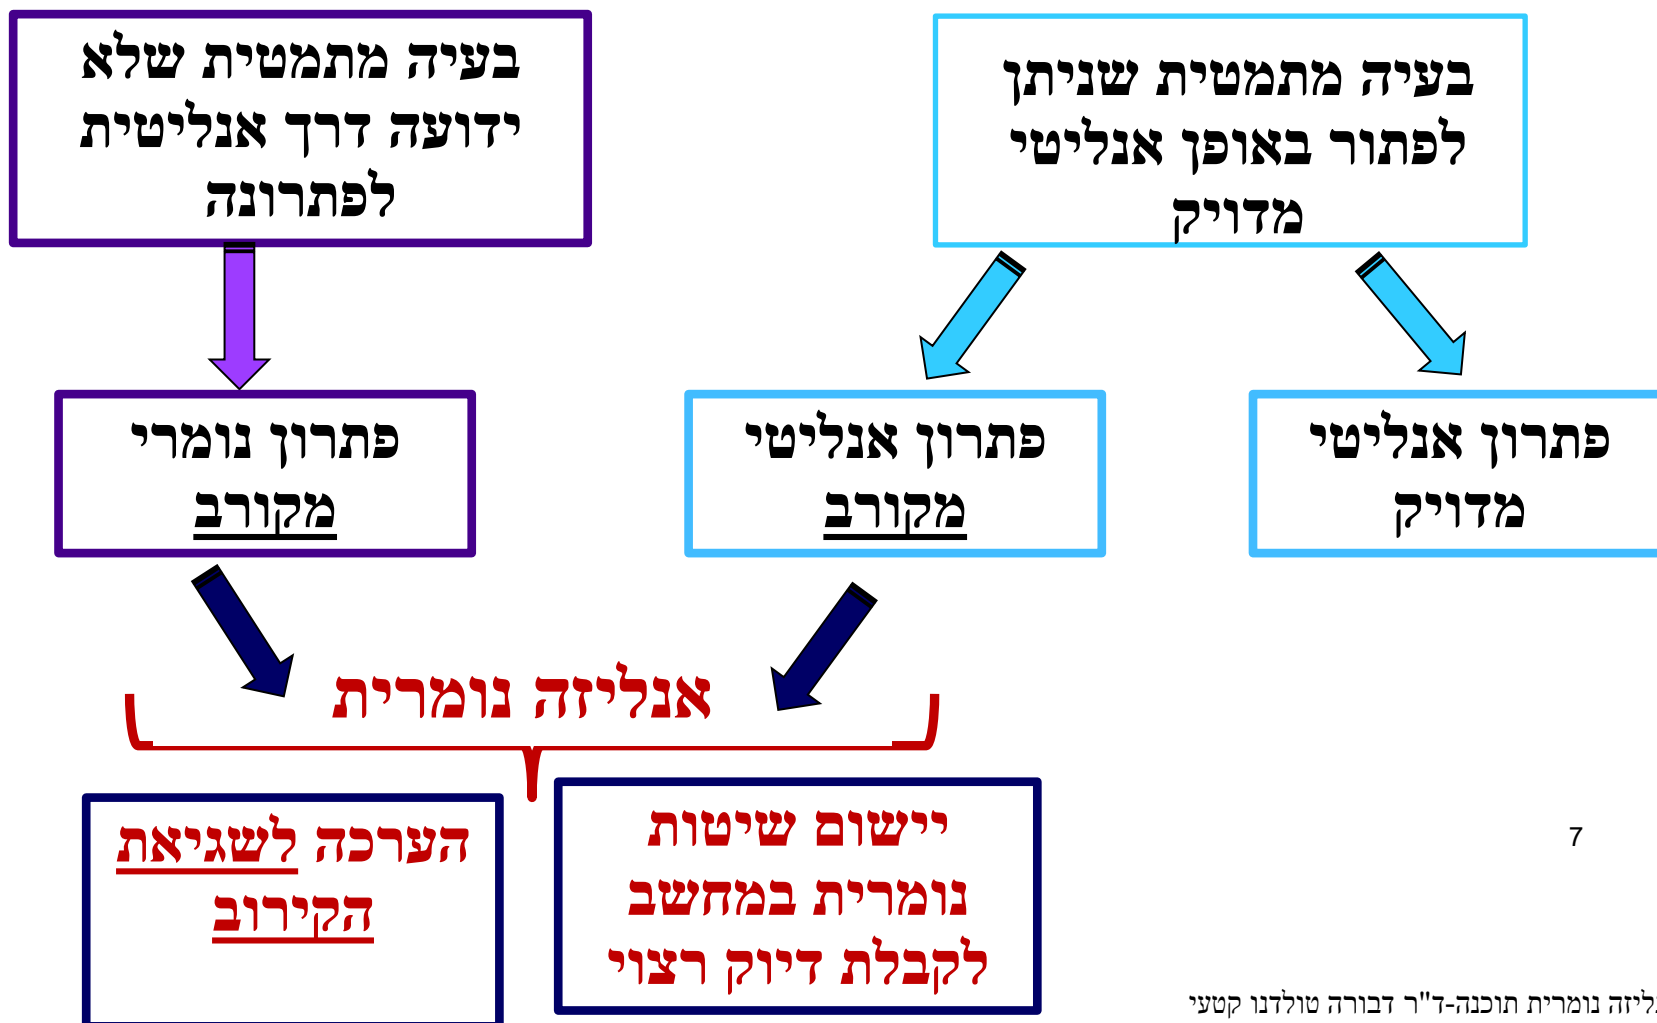 בעיה מתמטית שניתן
לפתור באופן אנליטי
מדויק
בעיה מתמטית שלא
ידועה דרך אנליטית
לפתרונה
פתרון אנליטי
מדויק
פתרון אנליטי
מקורב
פתרון נומרי
מקורב
אנליזה נומרית
יישום שיטות
נומרית במחשב
לקבלת דיוק רצוי
הערכה לשגיאת
הקירוב
7
נומרית תוכנה-ד"ר דבורה טולדנו קטעי